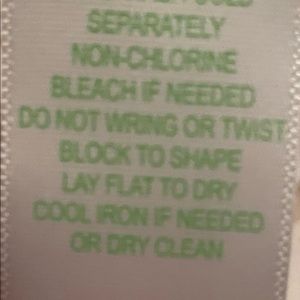 COLD
SEPARATELY
NON-CHLORINE
BLEACH IF NEEDED
DO NOT WRING OR TWIST
BLOCK TO SHAPE
LAY FLAT TO DRY
COOL IRON IF NEEDED
OR DRY CLEAN